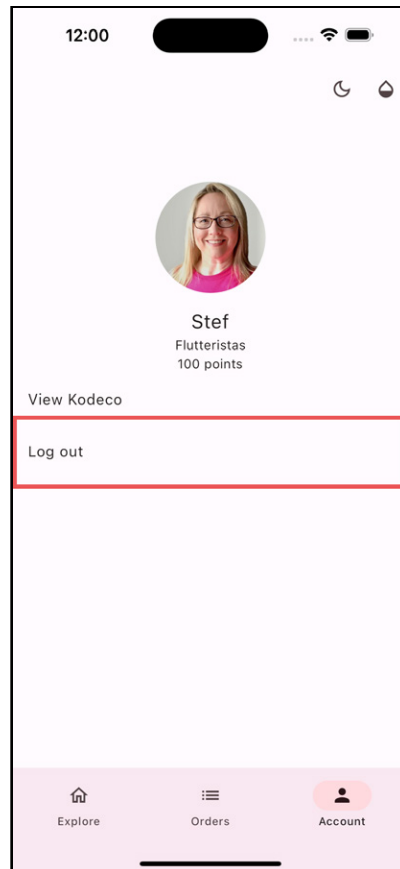 12:00
Stef
Flutteristas
100 points
View Kodeco
Log out
Explore
Orders
Account